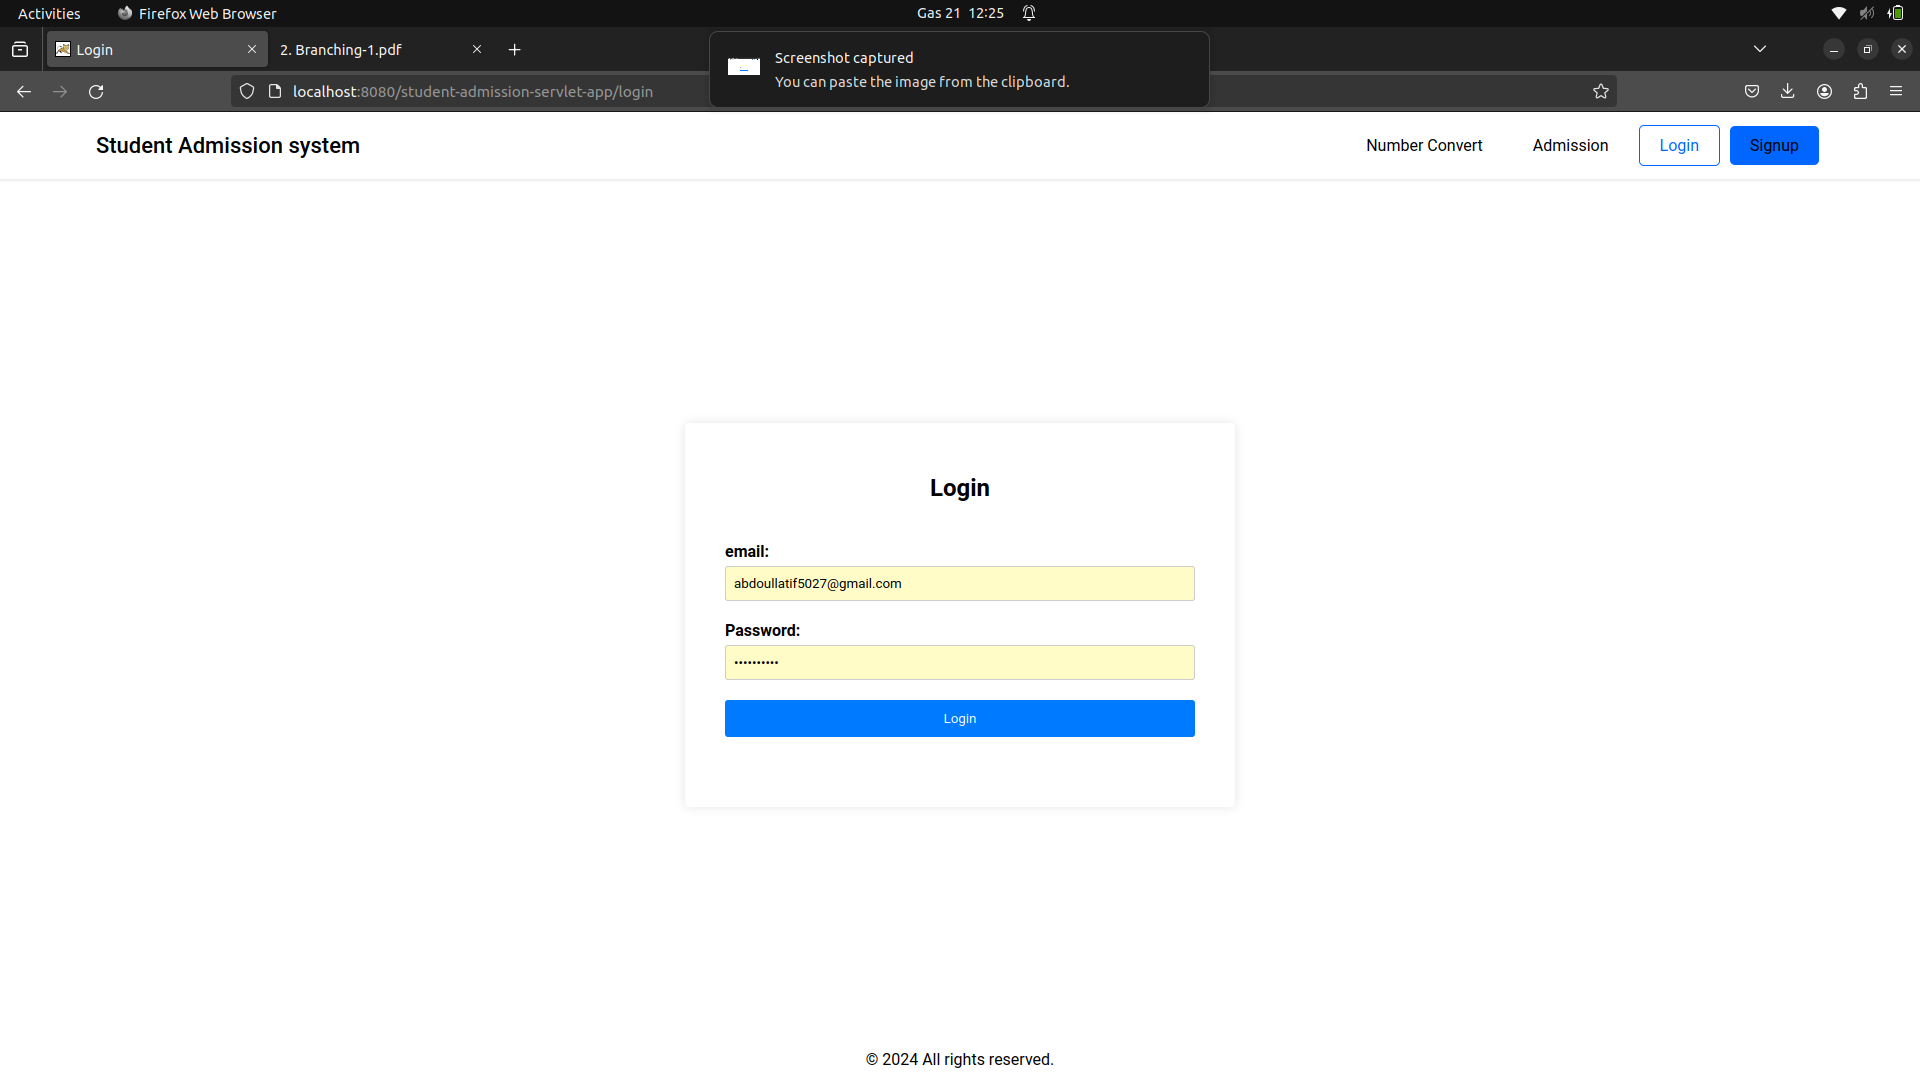 Activities
Firefox Web Browser
Gas 21 12:25
Login
2. Branching-1.pdf
Screenshot captured
You can paste the image from the clipboard.
localhost:8080/student-admission-servlet-app/login
Student Admission system
Number Convert
Admission
Login
Signup
Login
email:
abdoullatif5027@gmail.com
Password:
••••••••••
Login
© 2024 All rights reserved.